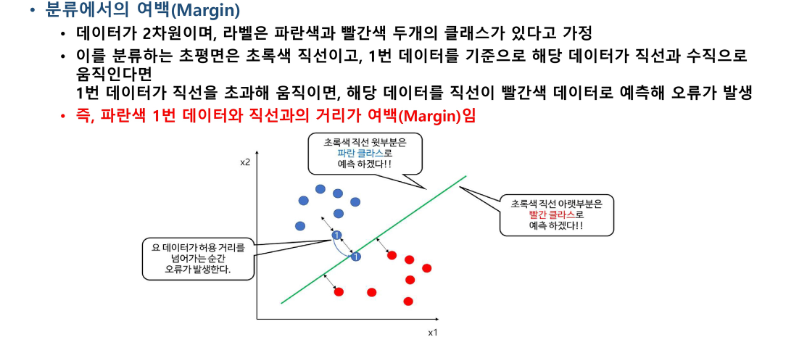 • 분류에서의 여백(Margin)
• 데이터가 2차원이며, 라벨은 파란색과 빨간색 두개의 클래스가 있다고 가정
• 이를 분류하는 초평면은 초록색 직선이고, 1번 데이터를 기준으로 해당 데이터가 직선과 수직으로
움직인다면
1번 데이터가 직선을 초과해 움직이면, 해당 데이터를 직선이 빨간색 데이터로 예측해 오류가 발생
• 즉, 파란색 1번 데이터와 직선과의 거리가 여백(Margin)임
초록색 직선 윗부분은
파란 클라스로
예측 하겠다!!
x2
초록색 직선 아랫부분은
빨간 클라스로
예측 하겠다!!
1
요 데이터가 허용 거리를
넘어가는 순간
오류가 발생한다.
1
x1